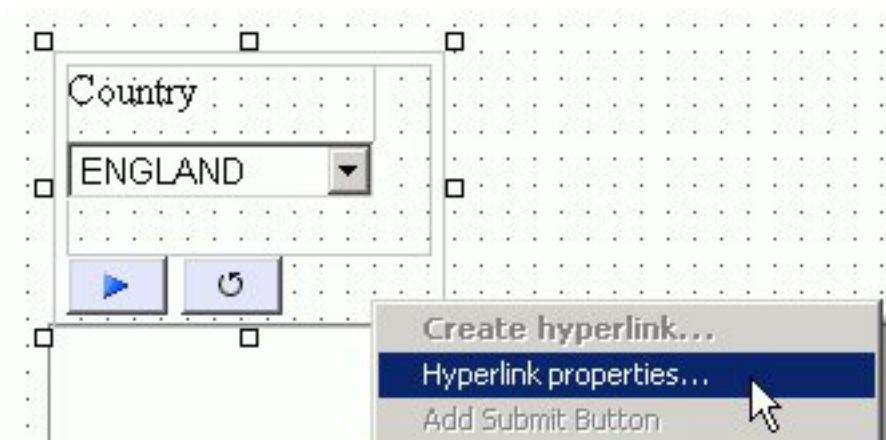 Country
ENGLAND
Create hyperlink...
Hyperlink properties...
Add Submit Button